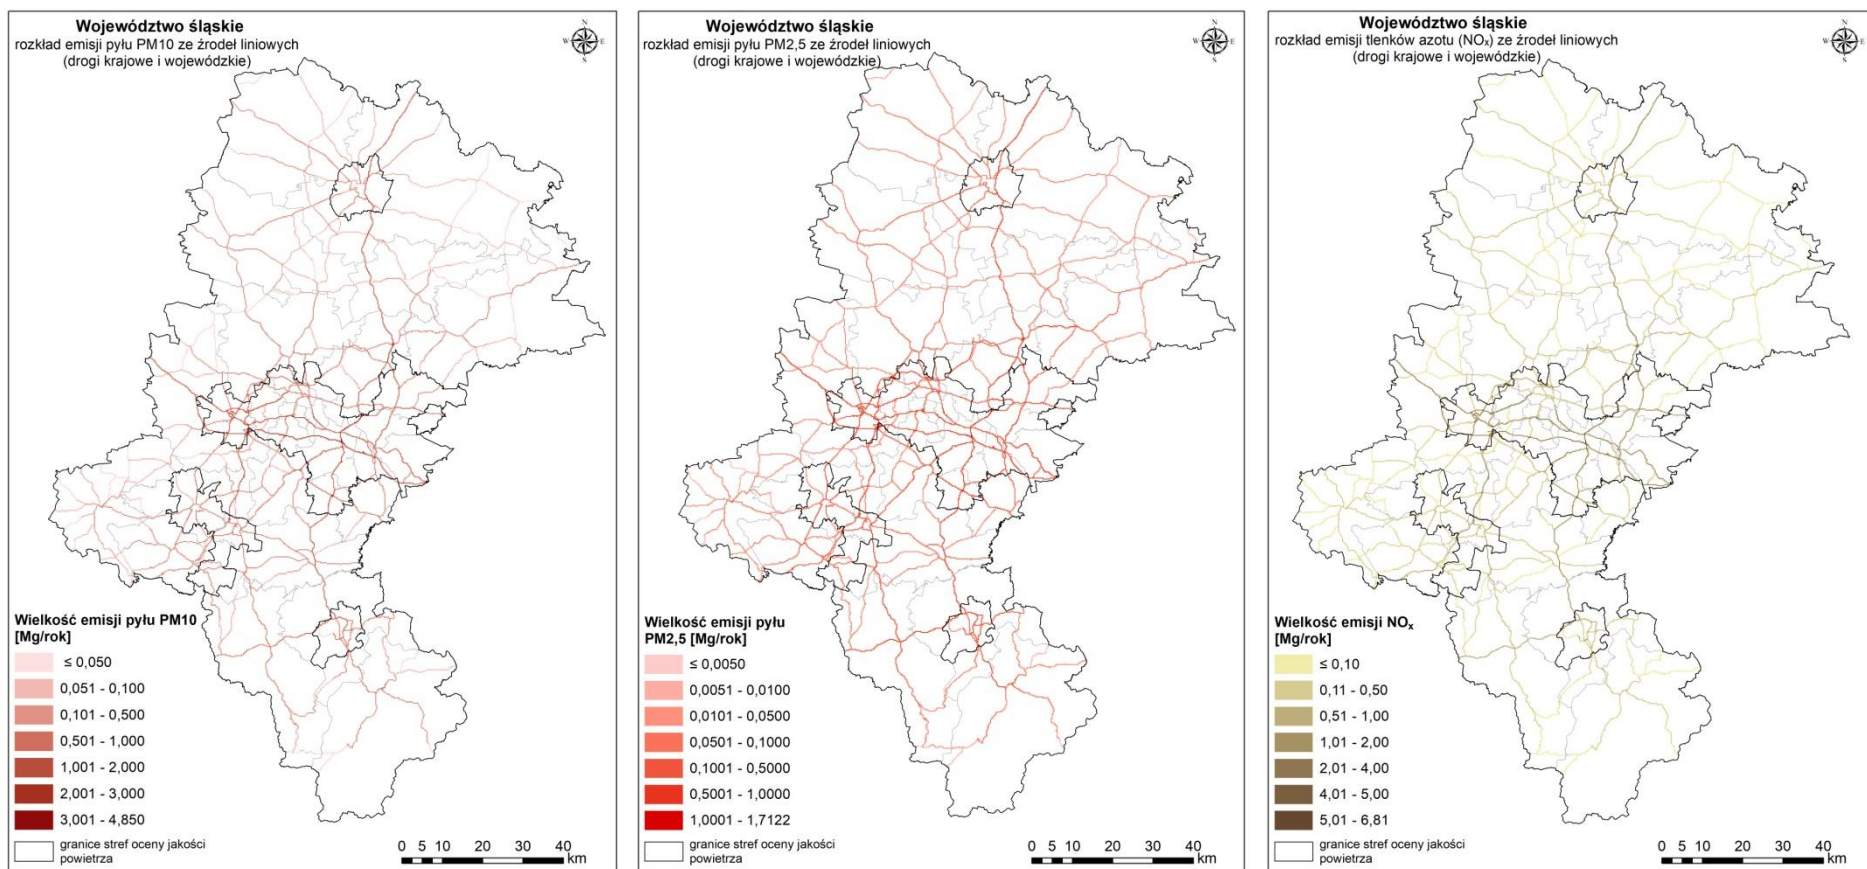 Województwo śląskie
rozkład emisji pyłu PM10 ze źrodeł liniowych
(drogi krajowe i wojewódzkie)
N
W
E
S
Wielkość emisji pyłu PM10
[Mg/rok]
≤ 0,050
0,051 - 0,100
0,101 - 0,500
0,501 - 1,000
1,001 - 2,000
2,001 - 3,000
3,001 - 4,850
granice stref oceny jakości
powietrza
0 5 10 20 30 40
km
Województwo śląskie
rozkład emisji pyłu PM2,5 ze źrodeł liniowych
(drogi krajowe i wojewódzkie)
N
W
E
S
Wielkość emisji pyłu
PM2,5 [Mg/rok]
≤ 0,0050
0,0051 - 0,0100
0,0101 - 0,0500
0,0501 - 0,1000
0,1001 - 0,5000
0,5001 - 1,0000
1,0001 - 1,7122
granice stref oceny jakości
powietrza
0 5 10 20 30 40
km
Województwo śląskie
rozkład emisji tlenków azotu (NOₓ) ze źrodeł liniowych
(drogi krajowe i wojewódzkie)
N
W
E
S
Wielkość emisji NOₓ
[Mg/rok]
≤ 0,10
0,11 - 0,50
0,51 - 1,00
1,01 - 2,00
2,01 - 4,00
4,01 - 5,00
5,01 - 6,81
granice stref oceny jakości
powietrza
0 5 10 20 30 40
km